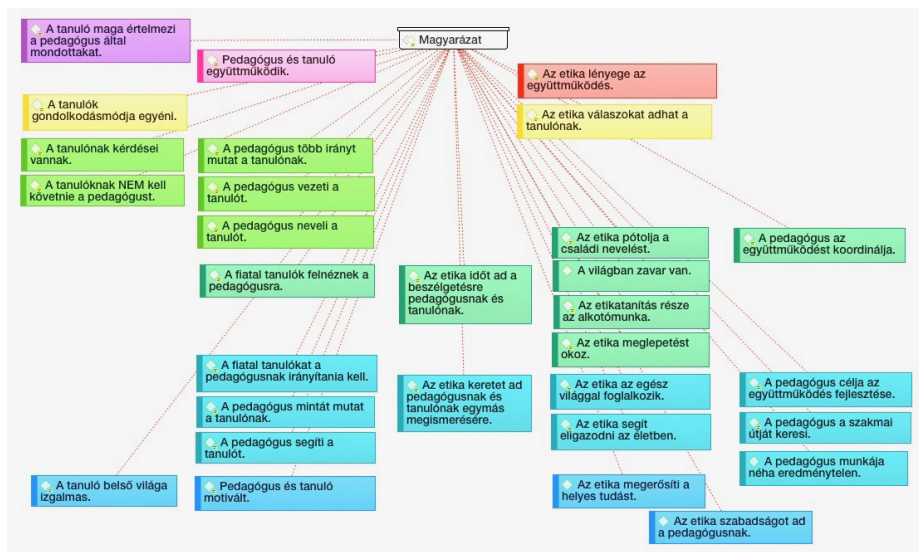 Magyarázat
A tanuló maga értelmezi
a pedagógus által
mondottakat.
Pedagógus és tanuló
együttműködik.
Az etika lényege az
együttműködés.
A tanulók
gondolkodásmódja egyéni.
Az etika válaszokat adhat a
tanulónak.
A tanulónak kérdései
vannak.
A pedagógus több irányt
mutat a tanulónak.
A tanulóknak NEM kell
követnie a pedagógust.
A pedagógus vezeti a
tanulót.
A pedagógus neveli a
tanulót.
Az etika pótolja a
családi nevelést.
A pedagógus az
együttműködést koordinálja.
A fiatal tanulók felnéznek a
pedagógusra.
Az etika időt ad a
beszélgetésre
pedagógusnak és
tanulónak.
A világban zavar van.
Az etikatanítás része
az alkotómunka.
Az etika meglepetést
okoz.
A fiatal tanulókat a
pedagógusnak irányítania kell.
Az etika keretet ad
pedagógusnak és
tanulónak egymás
megismerésére.
Az etika az egész
világgal foglalkozik.
A pedagógus célja az
együttműködés fejlesztése.
A pedagógus mintát mutat
a tanulónak.
Az etika segít
eligazodni az életben.
A pedagógus a szakmai
útját keresi.
A pedagógus segíti a
tanulót.
A pedagógus munkája
néha eredménytelen.
A tanuló belső világa
izgalmas.
Pedagógus és tanuló
motivált.
Az etika megerősíti a
helyes tudást.
Az etika szabadságot ad
a pedagógusnak.